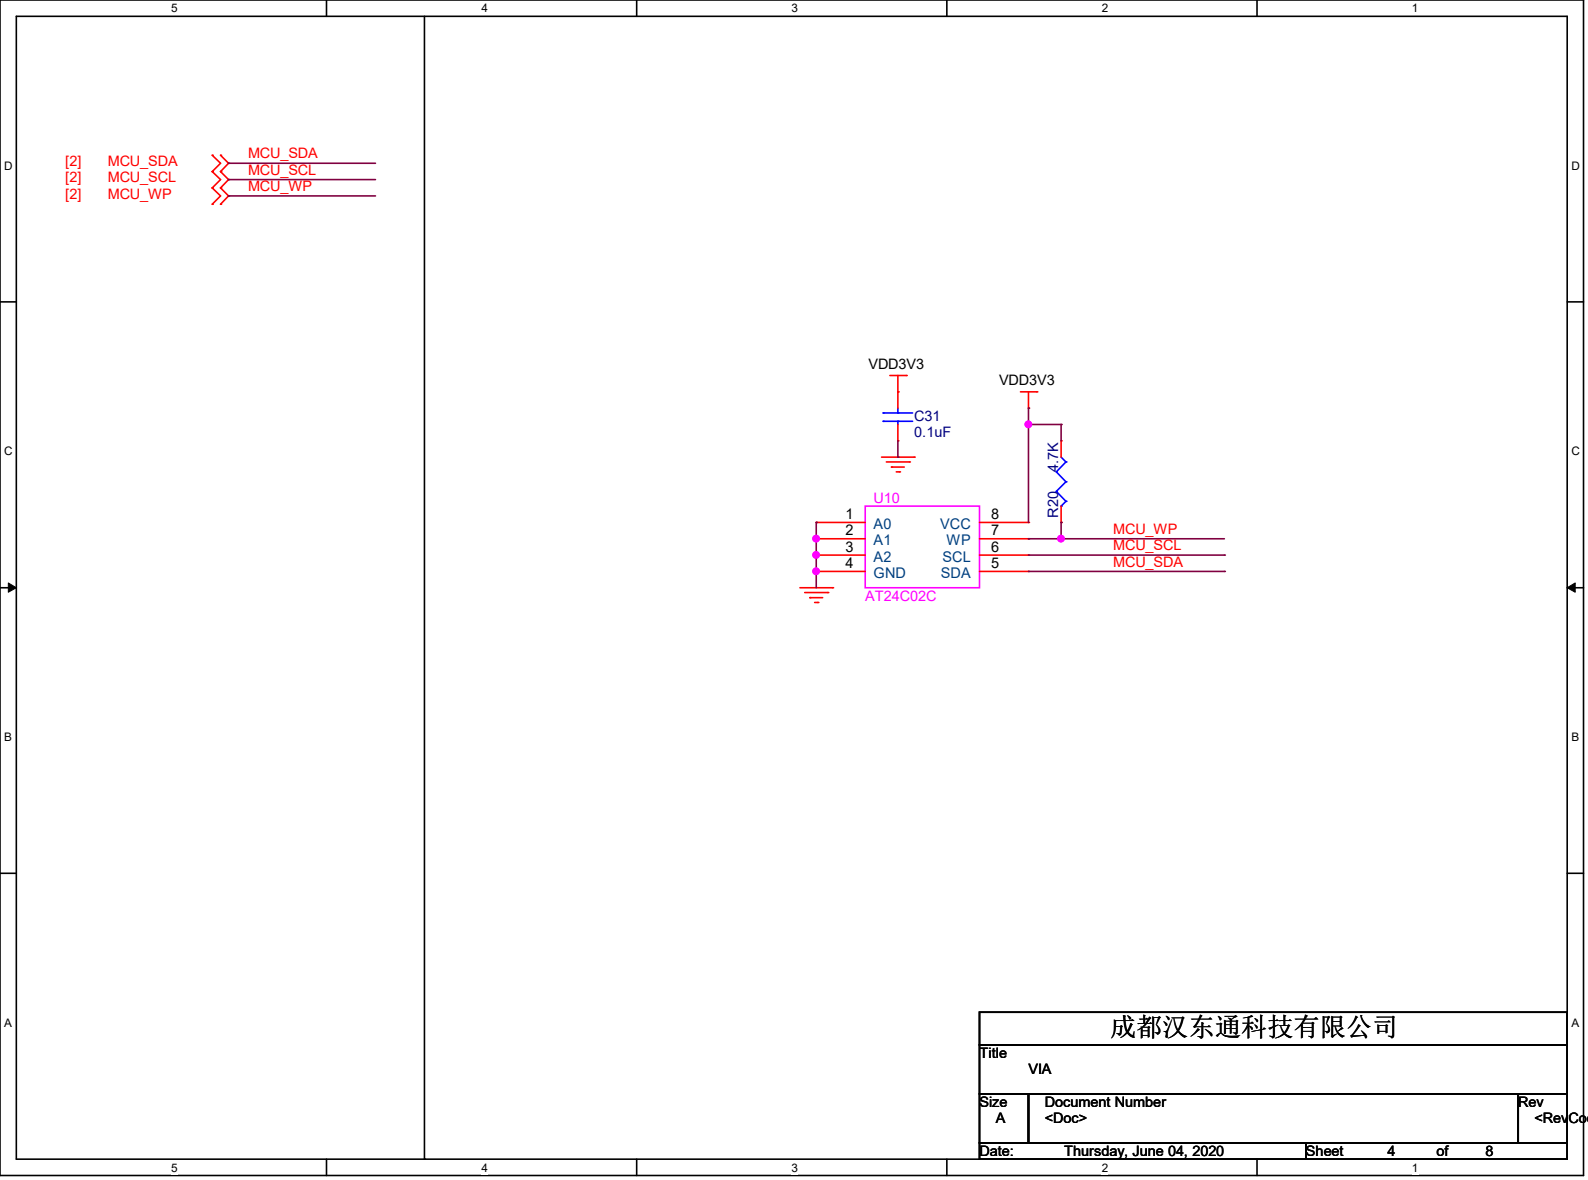 5 4 3 2 1
D D
[2] MCU_SDA MCU_SDA
[2] MCU_SCL MCU_SCL
[2] MCU_WP MCU_WP
VDD3V3
VDD3V3
C31
0.1uF
C C
4.7K
R20
U10
1 A0 VCC 8
2 A1 WP 7 MCU_WP
3 A2 SCL 6 MCU_SCL
4 GND SDA 5 MCU_SDA
AT24C02C
B B
A A
成都汉东通科技有限公司
Title
VIA
Size Document Number Rev
A <Doc> <RevCo
Date: Thursday, June 04, 2020 Sheet 4 of 8
5 4 3 2 1